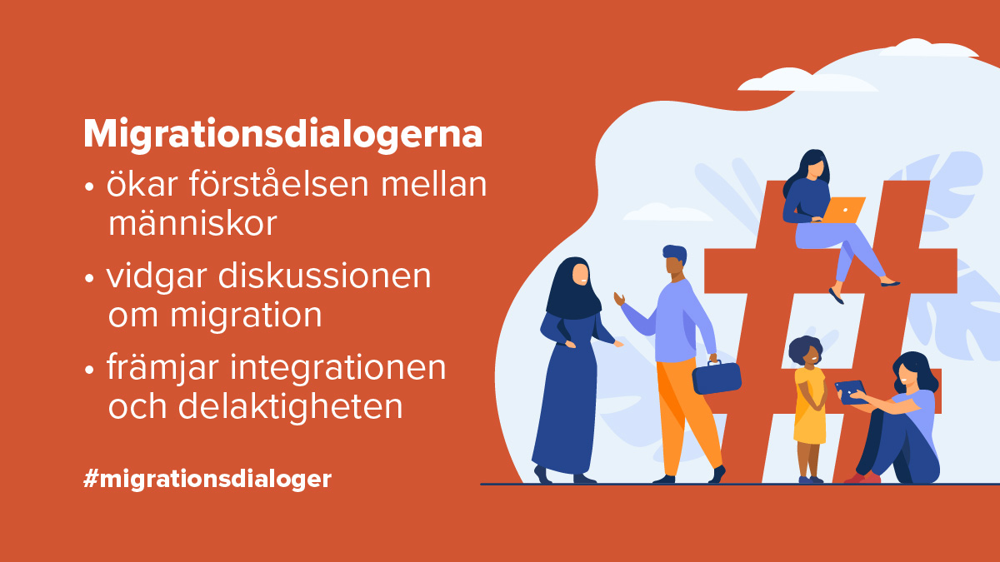 Migrationsdialogerna
• ökar förståelsen mellan
människor
• vidgar diskussionen
om migration
• främjar integrationen
och delaktigheten
#migrationsdialoger